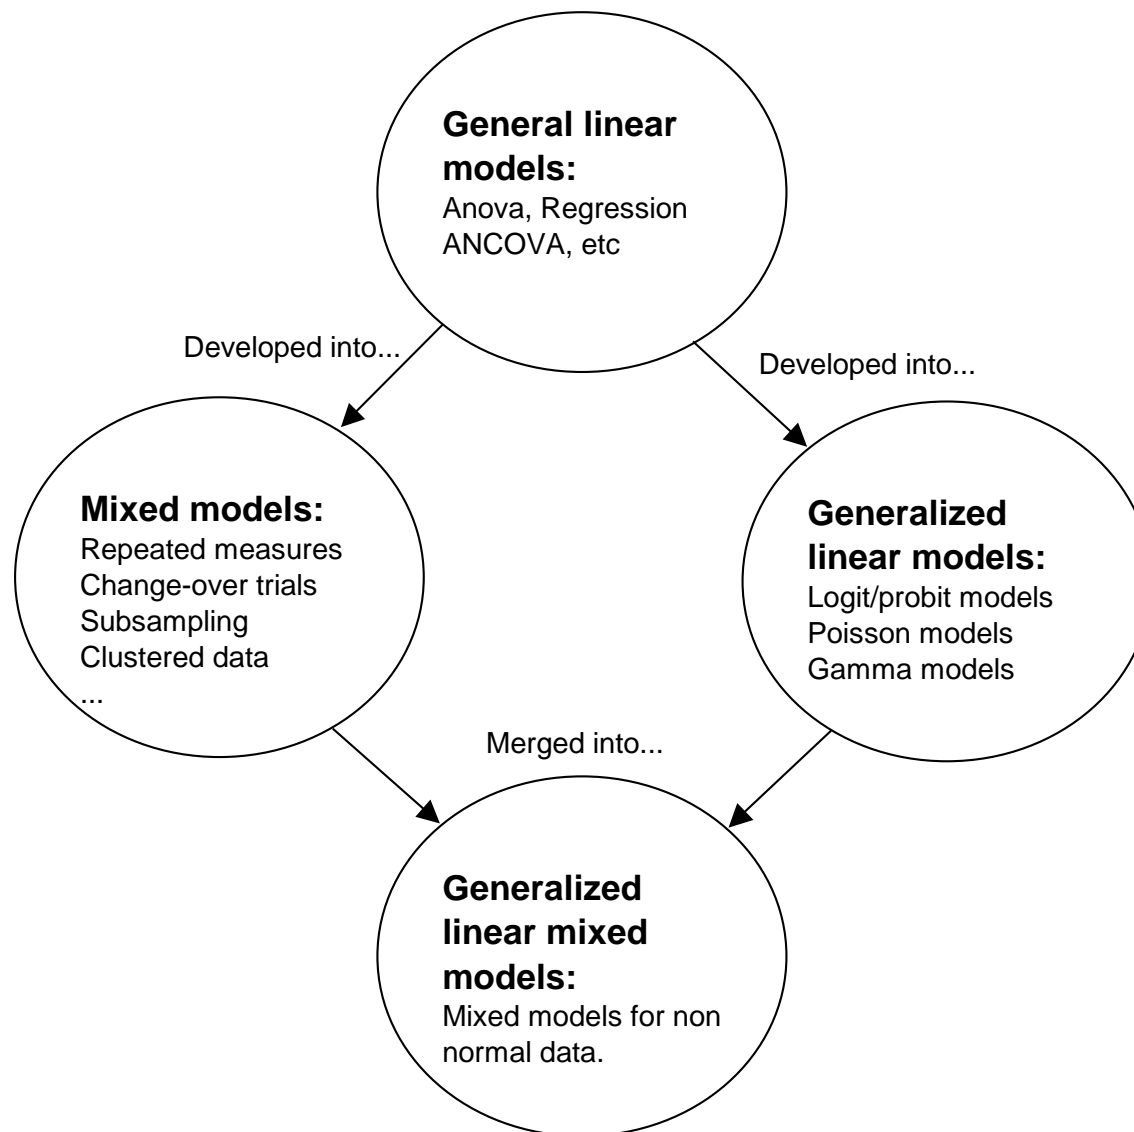 General linear
models:
Anova, Regression
ANCOVA, etc
Developed into...
Developed into...
Mixed models:
Repeated measures
Change-over trials
Subsampling
Clustered data
...
Generalized
linear models:
Logit/probit models
Poisson models
Gamma models
Merged into...
Generalized
linear mixed
models:
Mixed models for non
normal data.